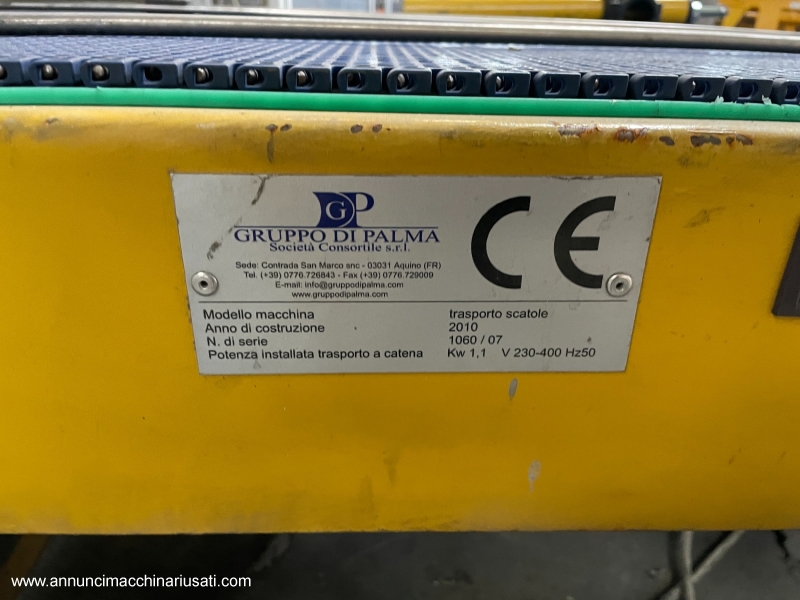 GP
GRUPPO DI PALMA
Società Consortile s.r.l.
CE
Sede: Contrada San Marco snc - 03031 Aquino (FR)
Tel. (+39) 0776.726843 - Fax (+39) 0776.729009
E-mail: info@gruppodipalma.com
www.gruppodipalma.com
Modello macchina trasporto scatole
Anno di costruzione 2010
N. di serie 1060 / 07
Potenza installata trasporto a catena Kw 1,1 V 230-400 Hz50
www.annuncimacchinariusati.com